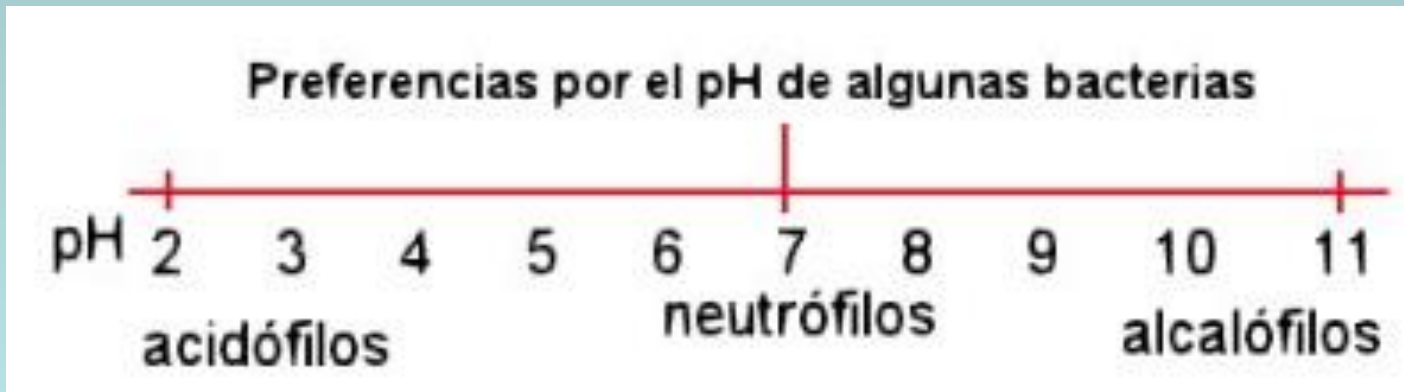 Preferencias por el pH de algunas bacterias
pH 2 3 4 5 6 7 8 9 10 11
acidófilos neutrófilos alcalófilos